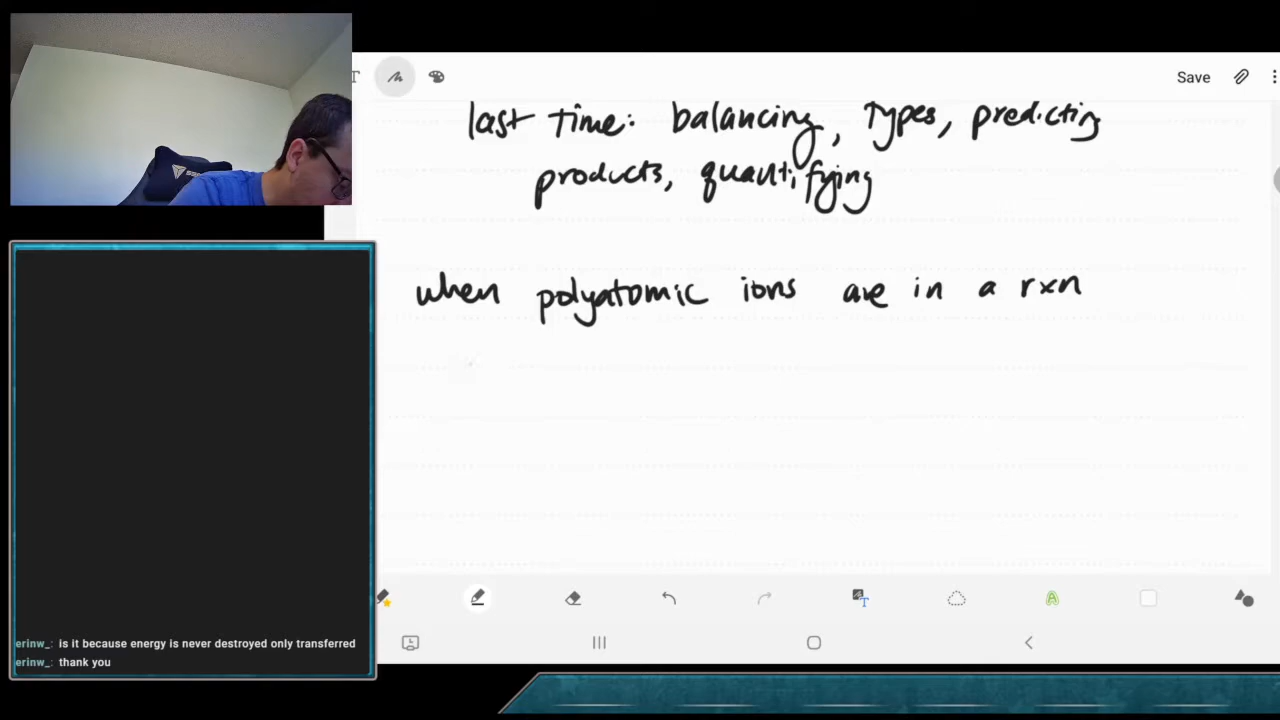 T
Save
last time: balancing, types, predicting
products, quantifying
when polyatomic ions are in a rxn
T
A
erinw_: is it because energy is never destroyed only transferred
erinw_: thank you